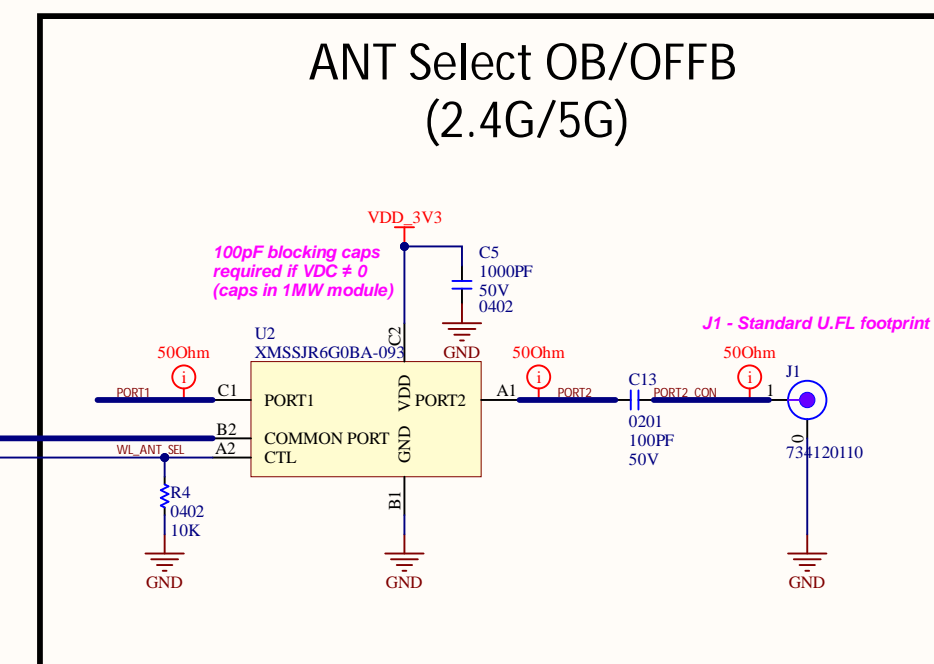 ANT Select OB/OFFB
(2.4G/5G)
VDD_3V3
100pF blocking caps
required if VDC ≠ 0
(caps in 1MW module)
C5
1000PF
50V
0402
GND
J1 - Standard U.FL footprint
U2
XMSSJR6G0BA-093
C2
50Ohm
i
PORT1
C1
PORT1
VDD
PORT2
A1
50Ohm
i
PORT2
C13
0201
100PF
50V
PORT2_CON
50Ohm
i
1
J1
0
734120110
GND
B2
COMMON PORT
WL_ANT_SEL
A2
CTL
GND
B1
GND
R4
0402
10K
GND